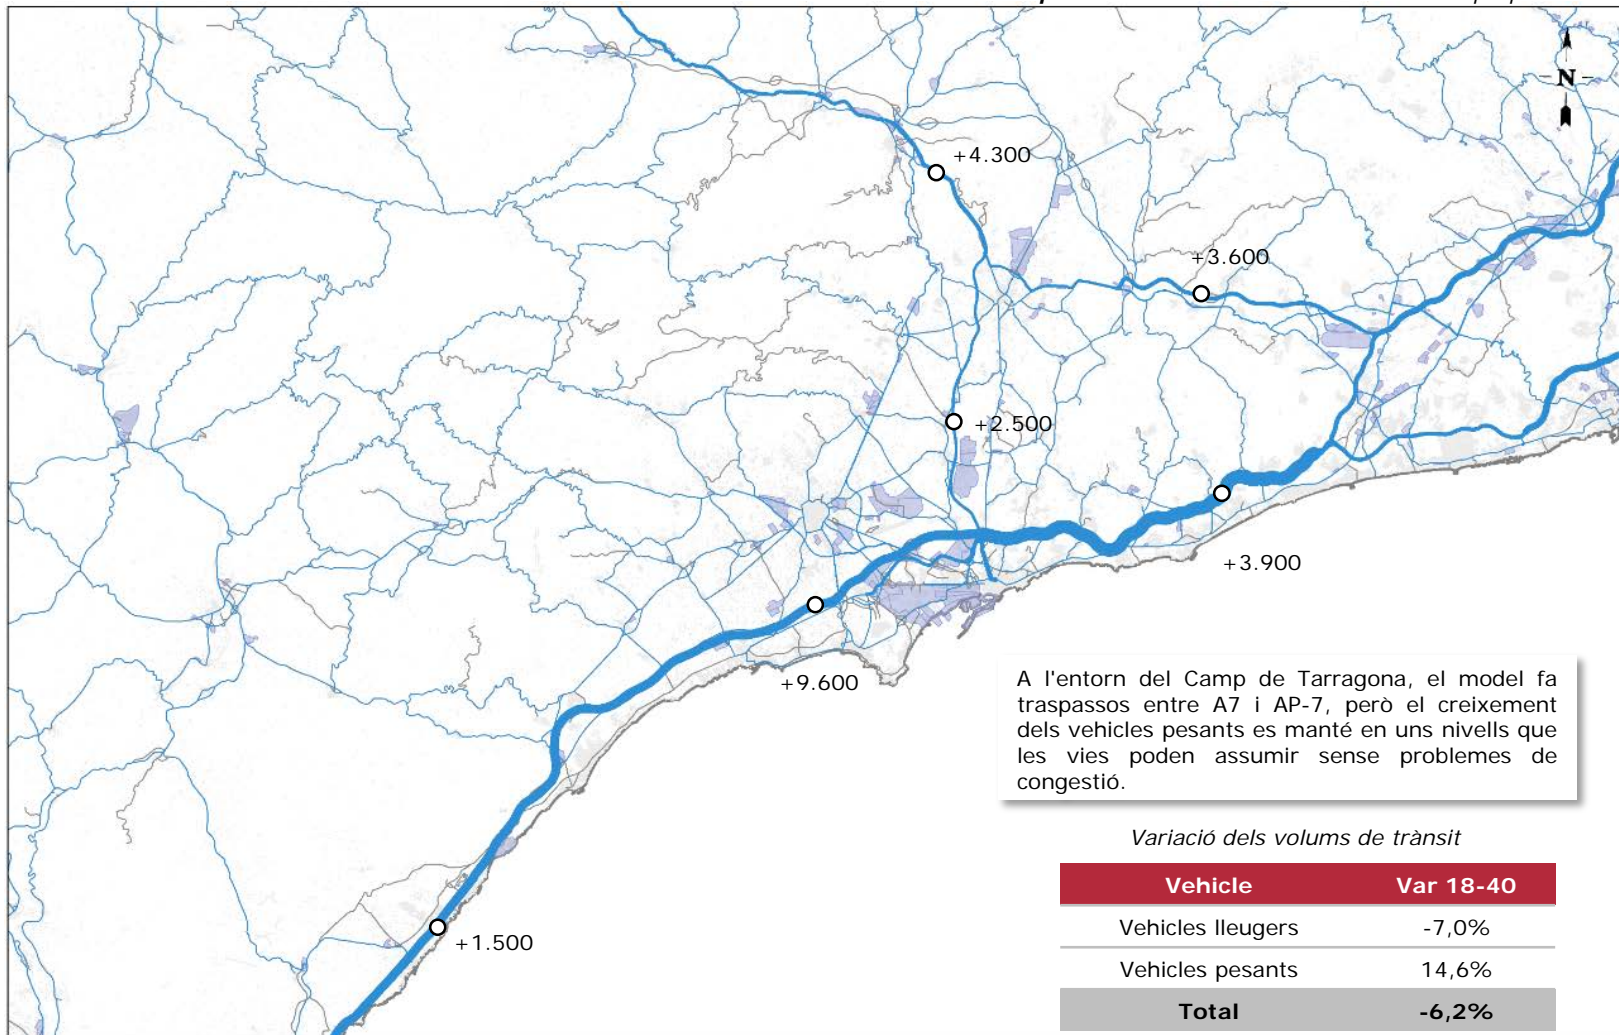 N
+4.300
+3.600
+2.500
+3.900
+9.600
+1.500
A l'entorn del Camp de Tarragona, el model fa
traspassos entre A7 i AP-7, però el creixement
dels vehicles pesants es manté en uns nivells que
les vies poden assumir sense problemes de
congestió.
Variació dels volums de trànsit
Vehicle Var 18-40
Vehicles lleugers -7,0%
Vehicles pesants 14,6%
Total -6,2%